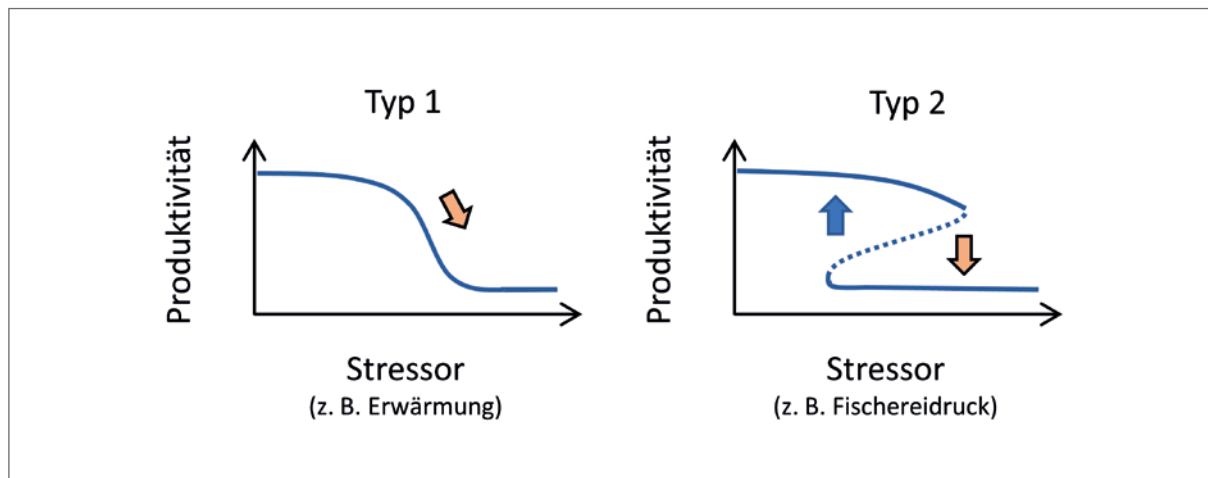 Typ 1
Produktivität
Stressor
(z. B. Erwärmung)
Typ 2
Produktivität
Stressor
(z. B. Fischereidruck)